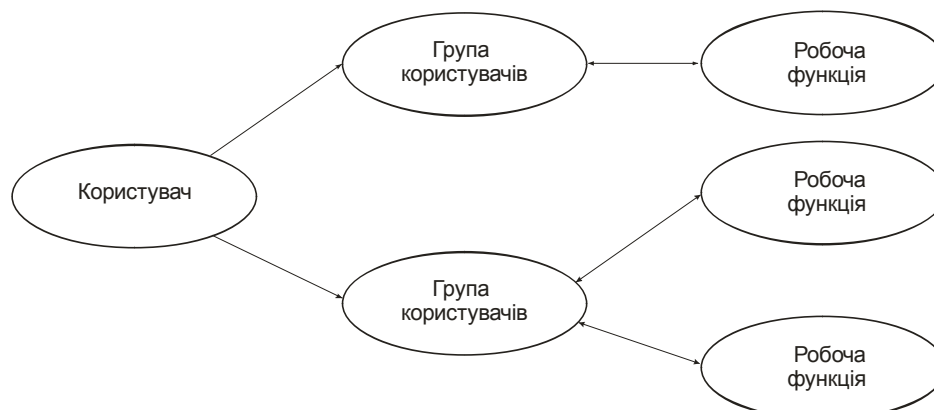 Група
користувачів
Робоча
функція
Користувач
Робоча
функція
Група
користувачів
Робоча
функція